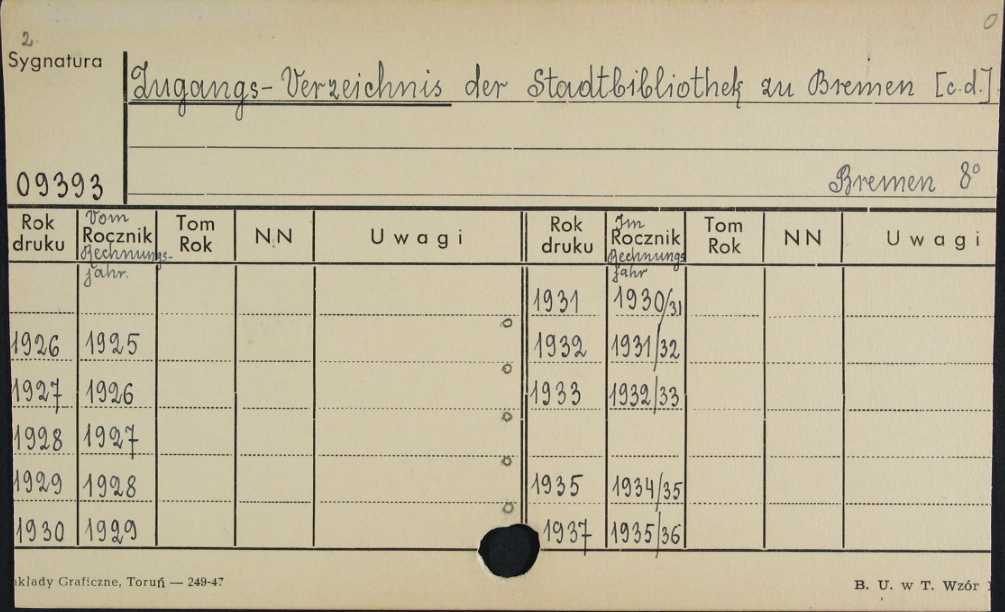 2.
Sygnatura
Zugangs-Verzeichnis der Stadtbibliothek zu Bremen [c.d.]
Bremen 8°
09393
Rok druku Vom Rocznik Rechnungs-jahr. Tom Rok NN Uwagi Rok druku Im Rocznik Rechnungs jahr Tom Rok NN Uwagi
1931 1930/31
1926 1925 1932 1931/32
1927 1926 1933 1932/33
1928 1927
1929 1928 1935 1934/35
1930 1929 1937 1935/36
akłady Graficzne, Toruń — 249-47 B. U. w T. Wzór